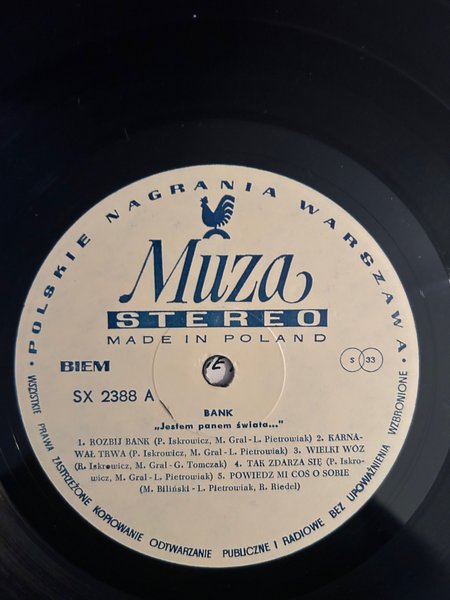 POLSKIE NAGRANIA WARSZAWA
Muza
STEREO
MADE IN POLAND
BIEM
S 33
SX 2388 A
BANK
„Jestem panem świata..."
1. ROZBIJ BANK (P. Iskrowicz, M. Gral-L. Pietrowiak) 2. KARNA-
WAŁ TRWA (P. Iskrowicz, M. Gral-L. Pietrowiak) 3. WIELKI WÓZ
(R. Iskrowicz, M. Gral-G. Tomczak) 4. TAK ZDARZA SIĘ (P. Iskro-
wicz, M. Gral-L. Pietrowiak) 5. POWIEDZ MI COŚ O SOBIE
(M. Biliński-L. Pietrowiak, R. Riedel)
WSZYSTKIE PRAWA ZASTRZEŻONE KOPIOWANIE ODTWARZANIE PUBLICZNE I RADIOWE BEZ UPOWAŻNIENIA WZBRONIONE